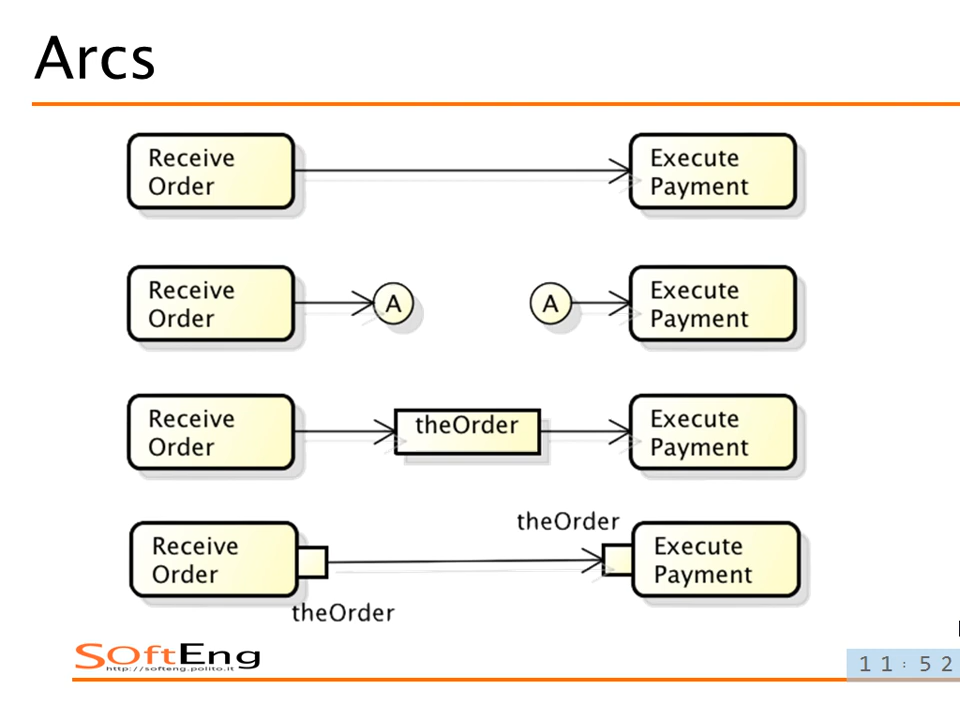 Arcs
Receive
Order
Execute
Payment
Receive
Order
A
A
Execute
Payment
Receive
Order
theOrder
Execute
Payment
theOrder
Receive
Order
Execute
Payment
theOrder
SOftEng
http://softeng.polito.it
11:52